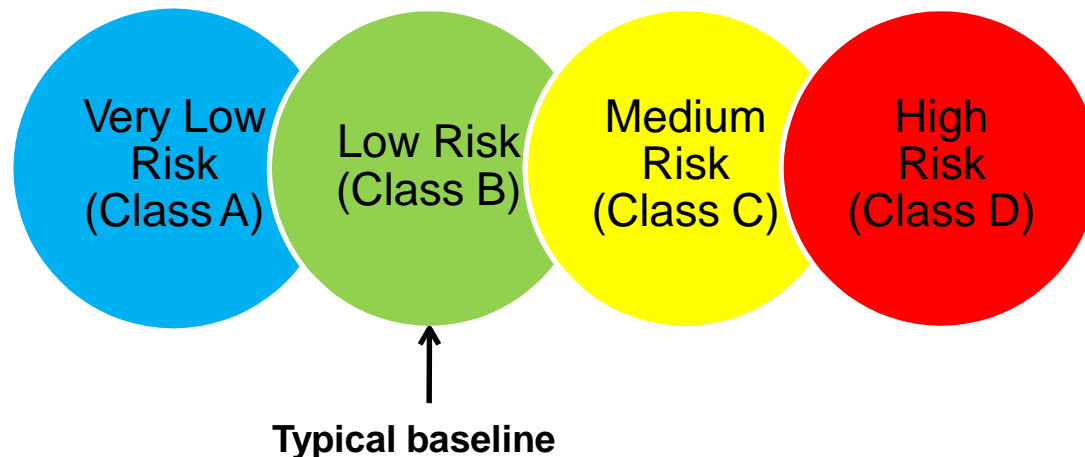 Very Low
Risk
(Class A)
Low Risk
(Class B)
Medium
Risk
(Class C)
High
Risk
(Class D)
Typical baseline